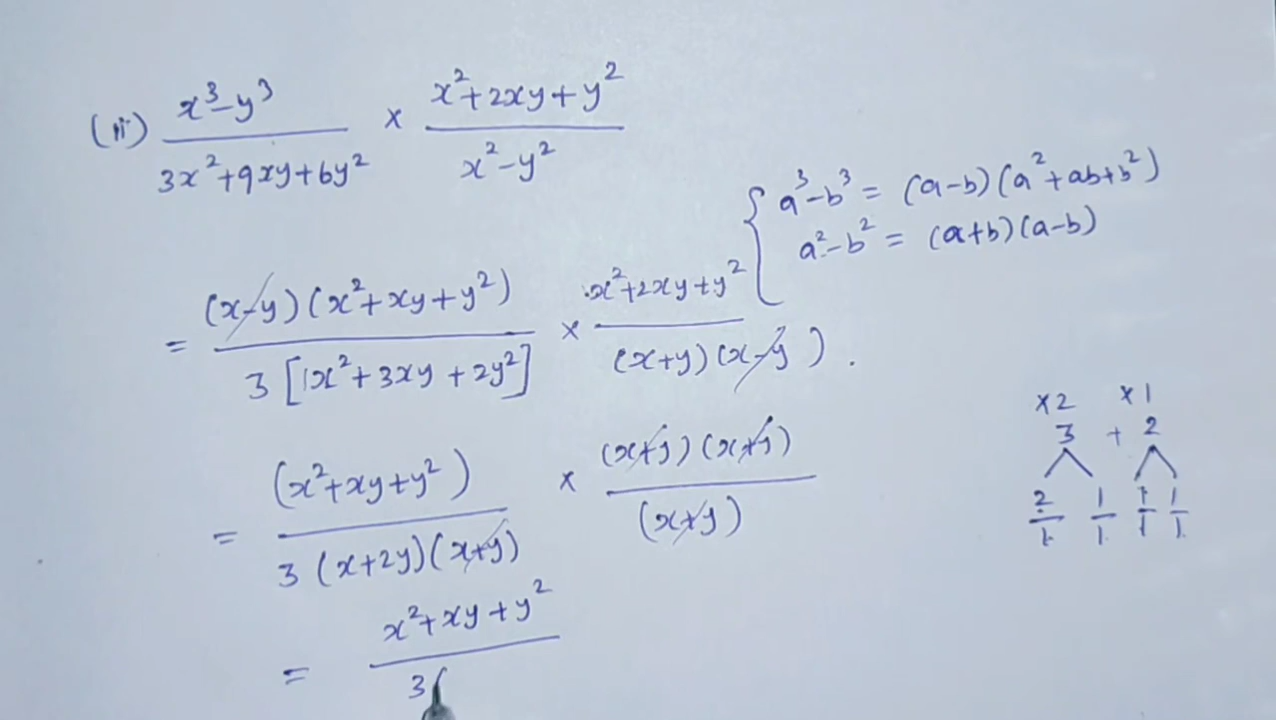 (ii) x³-y³ / 3x²+9xy+6y² × x²+2xy+y² / x²-y²
{ a³-b³ = (a-b)(a²+ab+b²)
a²-b² = (a+b)(a-b)
= (x-y)(x²+xy+y²) / 3[1x²+3xy+2y²] × x²+2xy+y² / (x+y)(x-y).
×2 ×1
3 + 2
2/1 1/1 1/1 1/1
= (x²+xy+y²) / 3(x+2y)(x+y) × (x+y)(x+y) / (x+y)
= x²+xy+y² / 3(